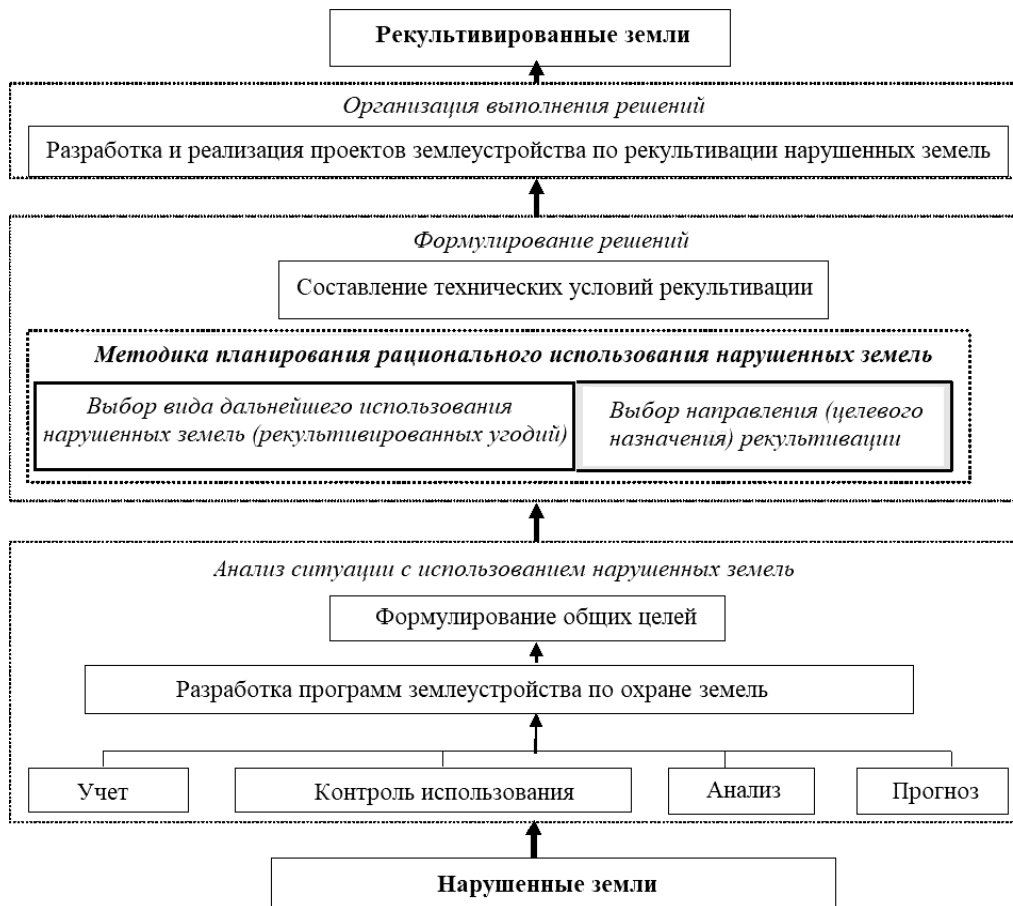 Рекультивированные земли
Организация выполнения решений
Разработка и реализация проектов землеустройства по рекультивации нарушенных земель
Формулирование решений
Составление технических условий рекультивации
Методика планирования рационального использования нарушенных земель
Выбор вида дальнейшего использования
нарушенных земель (рекультивированных угодий)
Выбор направления (целевого
назначения) рекультивации
Анализ ситуации с использованием нарушенных земель
Формулирование общих целей
Разработка программ землеустройства по охране земель
Учет
Контроль использования
Анализ
Прогноз
Нарушенные земли